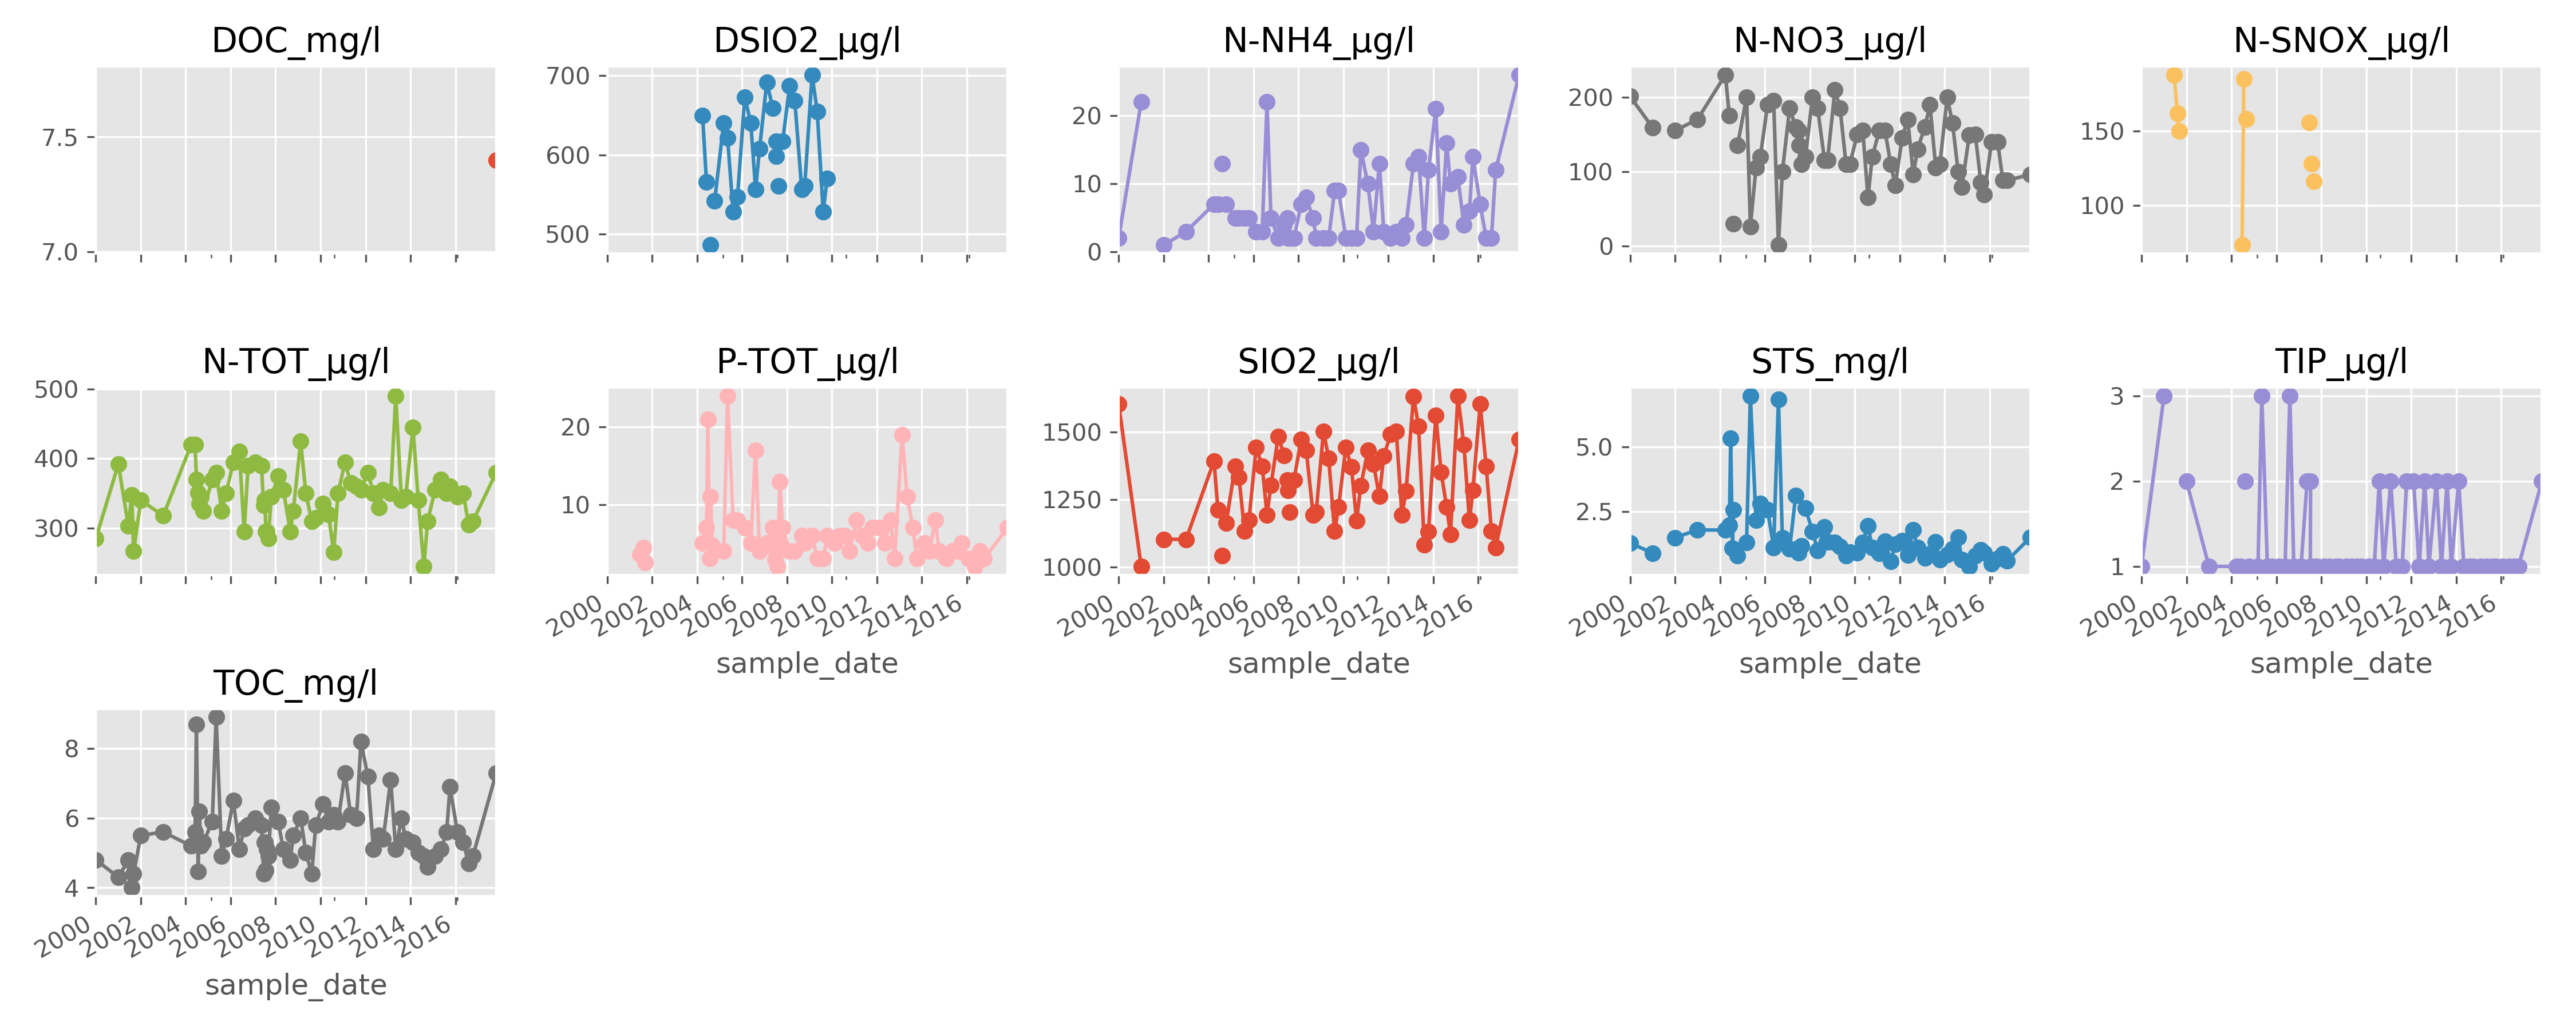 DOC_mg/l
7.5
7.0
DSIO2_µg/l
700
600
500
N-NH4_µg/l
20
10
0
N-NO3_µg/l
200
100
0
N-SNOX_µg/l
150
100
N-TOT_µg/l
500
400
300
P-TOT_µg/l
20
10
2000 2002 2004 2006 2008 2010 2012 2014 2016
sample_date
SIO2_µg/l
1500
1250
1000
2000 2002 2004 2006 2008 2010 2012 2014 2016
sample_date
STS_mg/l
5.0
2.5
2000 2002 2004 2006 2008 2010 2012 2014 2016
sample_date
TIP_µg/l
3
2
1
2000 2002 2004 2006 2008 2010 2012 2014 2016
sample_date
TOC_mg/l
8
6
4
2000 2002 2004 2006 2008 2010 2012 2014 2016
sample_date